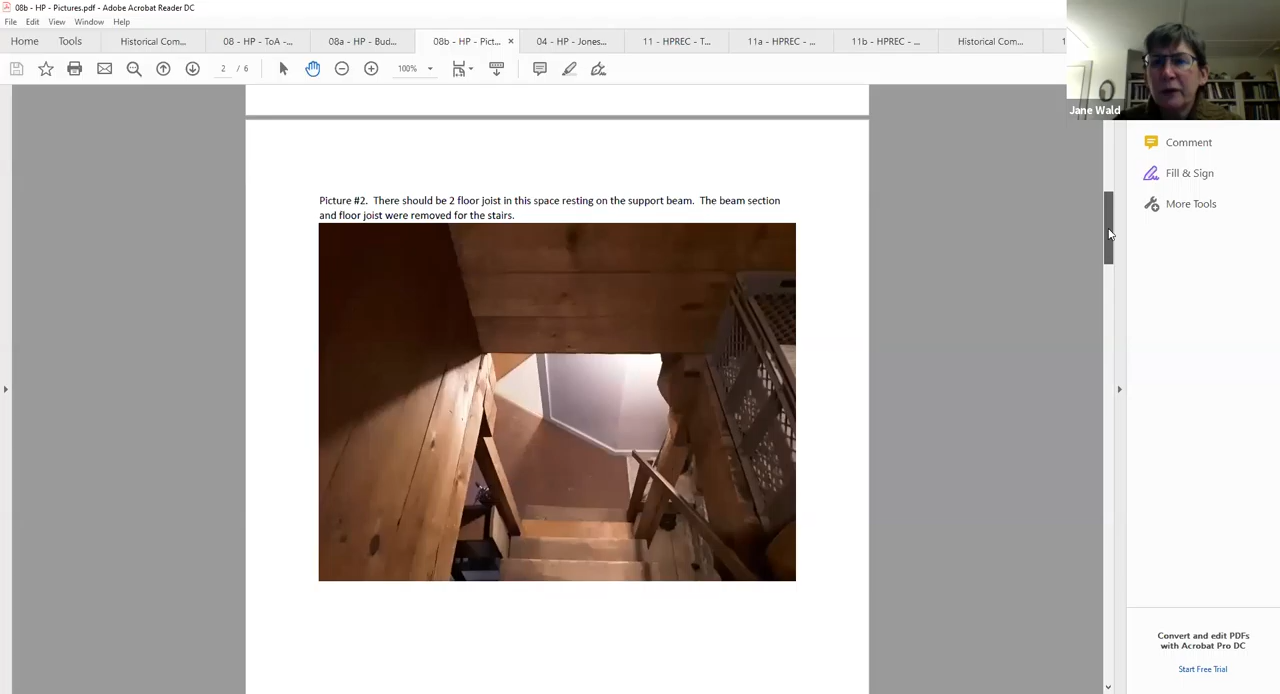 08b - HP - Pictures.pdf - Adobe Acrobat Reader DC
File Edit View Window Help
Home Tools Historical Com... 08 - HP - ToA -... 08a - HP - Bud... 08b - HP - Pict... × 04 - HP - Jones... 11 - HPREC - T... 11a - HPREC - ... 11b - HPREC - ... Historical Com... 1
2 / 6 100%
Jane Wald
Comment
Fill & Sign
More Tools
Picture #2. There should be 2 floor joist in this space resting on the support beam. The beam section
and floor joist were removed for the stairs.
Convert and edit PDFs
with Acrobat Pro DC
Start Free Trial